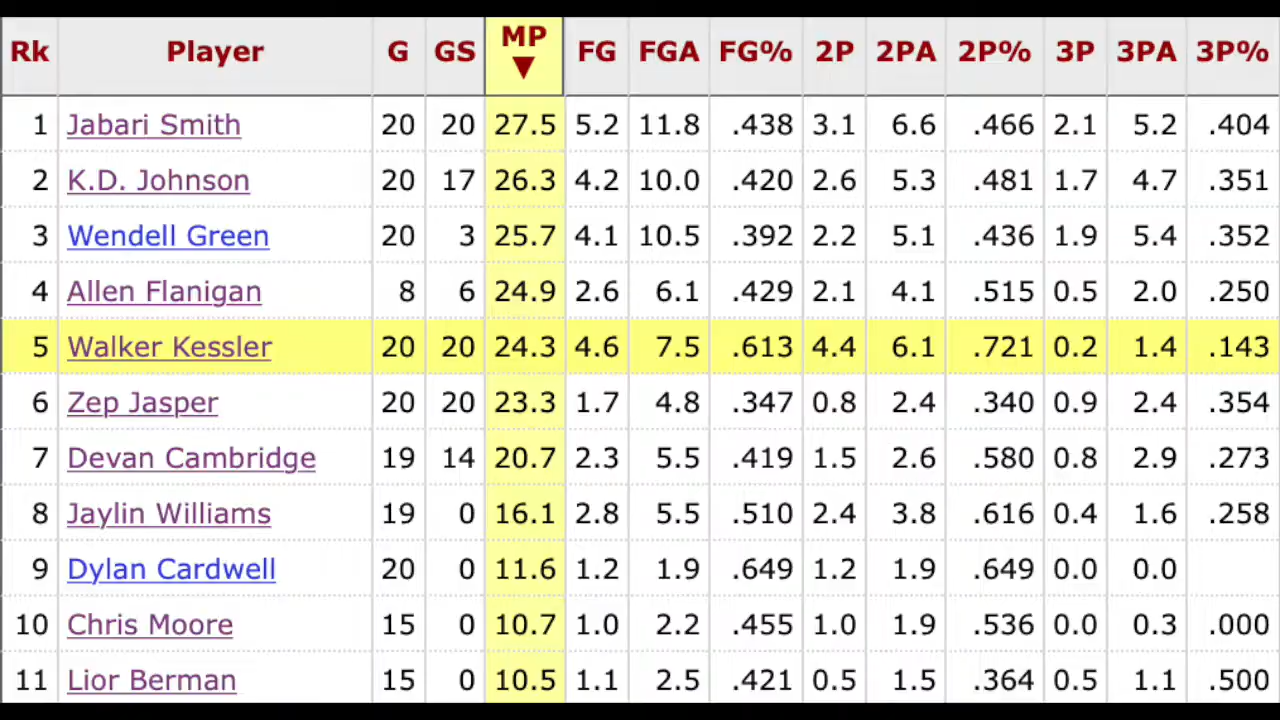 Rk Player G GS MP ▼ FG FGA FG% 2P 2PA 2P% 3P 3PA 3P%
1 Jabari Smith 20 20 27.5 5.2 11.8 .438 3.1 6.6 .466 2.1 5.2 .404
2 K.D. Johnson 20 17 26.3 4.2 10.0 .420 2.6 5.3 .481 1.7 4.7 .351
3 Wendell Green 20 3 25.7 4.1 10.5 .392 2.2 5.1 .436 1.9 5.4 .352
4 Allen Flanigan 8 6 24.9 2.6 6.1 .429 2.1 4.1 .515 0.5 2.0 .250
5 Walker Kessler 20 20 24.3 4.6 7.5 .613 4.4 6.1 .721 0.2 1.4 .143
6 Zep Jasper 20 20 23.3 1.7 4.8 .347 0.8 2.4 .340 0.9 2.4 .354
7 Devan Cambridge 19 14 20.7 2.3 5.5 .419 1.5 2.6 .580 0.8 2.9 .273
8 Jaylin Williams 19 0 16.1 2.8 5.5 .510 2.4 3.8 .616 0.4 1.6 .258
9 Dylan Cardwell 20 0 11.6 1.2 1.9 .649 1.2 1.9 .649 0.0 0.0
10 Chris Moore 15 0 10.7 1.0 2.2 .455 1.0 1.9 .536 0.0 0.3 .000
11 Lior Berman 15 0 10.5 1.1 2.5 .421 0.5 1.5 .364 0.5 1.1 .500